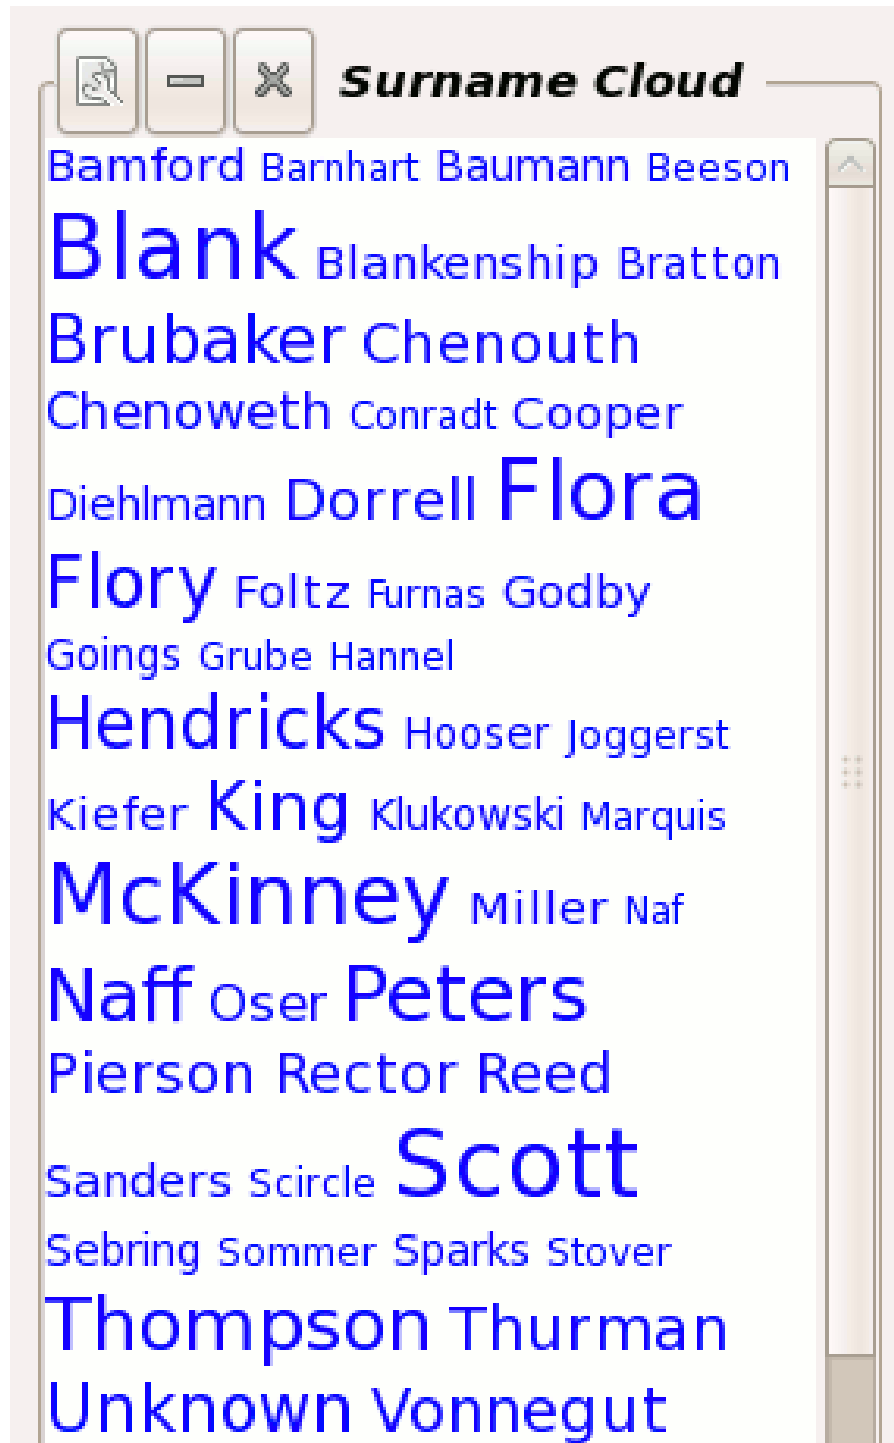 Surname Cloud
Bamford Barnhart Baumann Beeson
Blank Blankenship Bratton
Brubaker Chenouth
Chenoweth Conradt Cooper
Diehlmann Dorrell Flora
Flory Foltz Furnas Godby
Goings Grube Hannel
Hendricks Hooser Joggerst
Kiefer King Klukowski Marquis
McKinney Miller Naf
Naff Oser Peters
Pierson Rector Reed
Sanders Scircle Scott
Sebring Sommer Sparks Stover
Thompson Thurman
Unknown Vonnegut